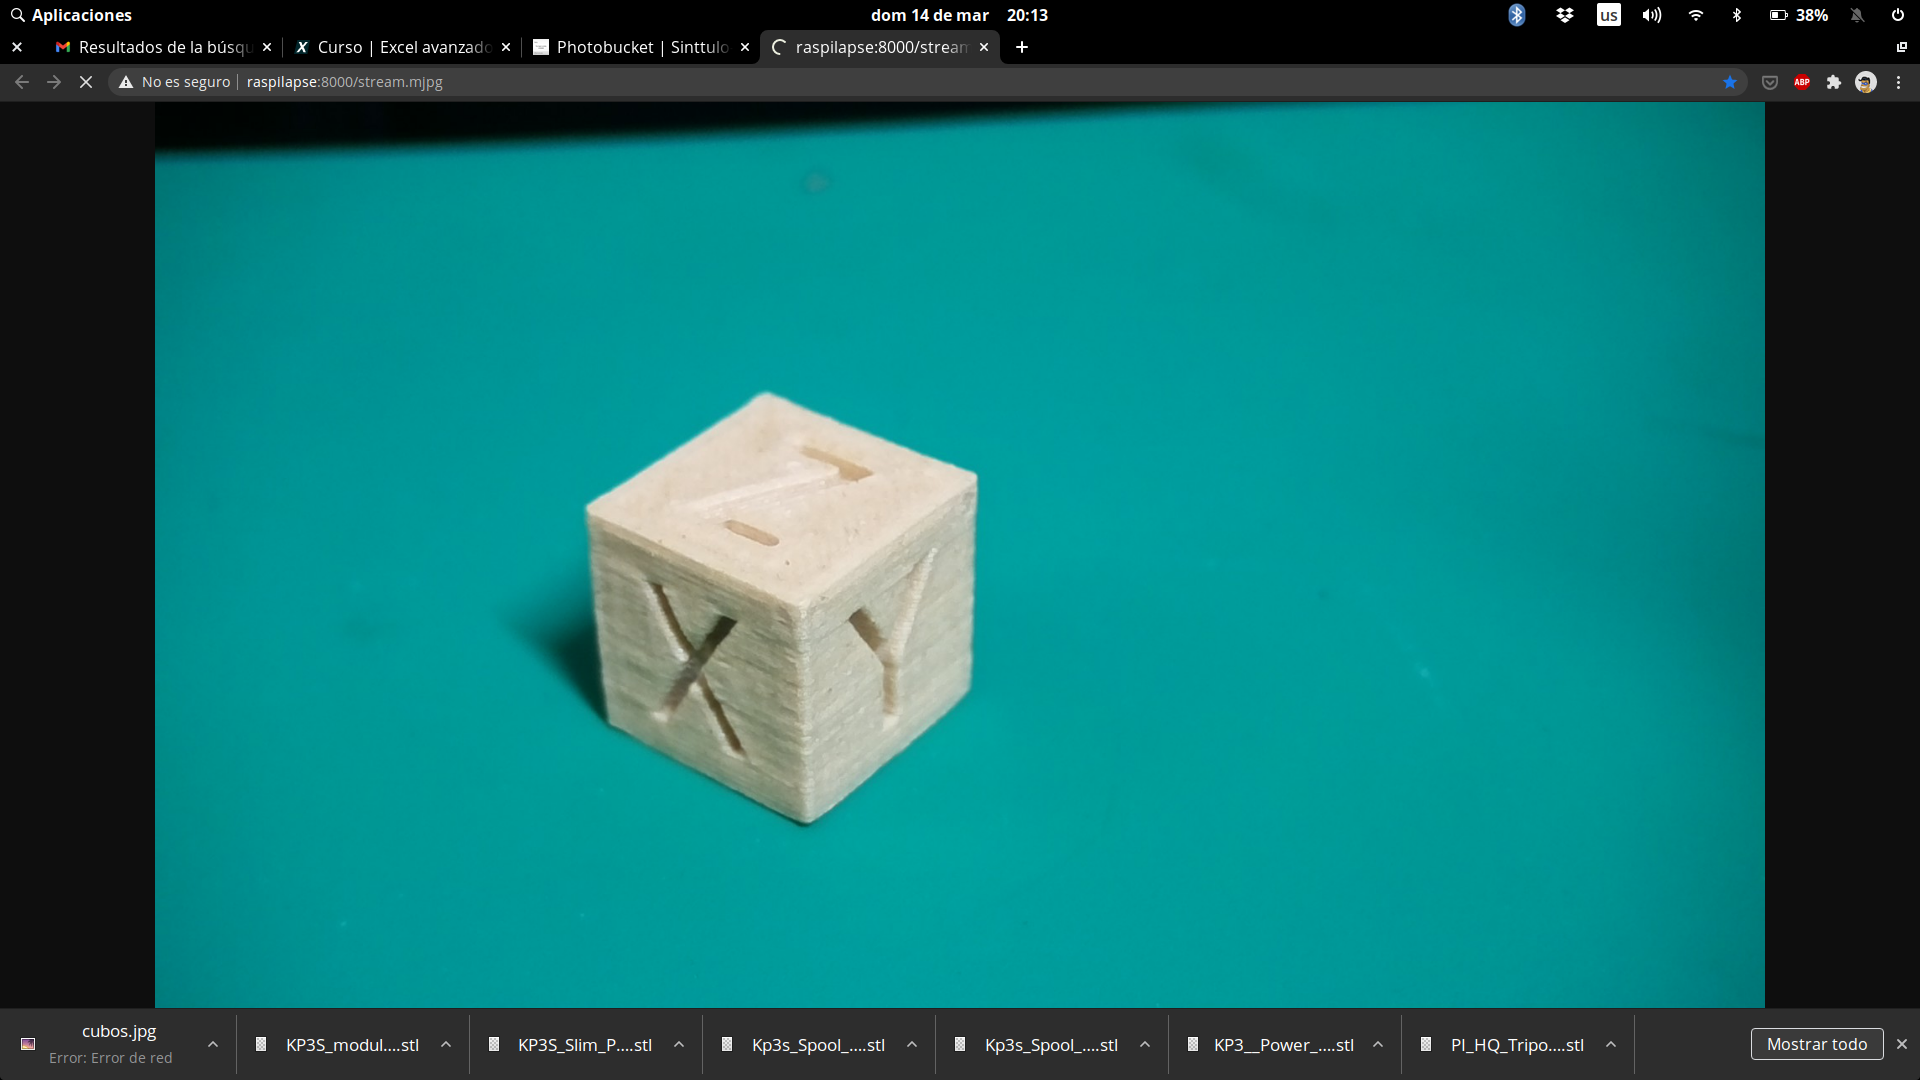 Aplicaciones
dom 14 de mar 20:13
us
38%
Resultados de la búsqu
Curso | Excel avanzado
Photobucket | Sinttulo
raspilapse:8000/stream
No es seguro
raspilapse:8000/stream.mjpg
ABP
Z
X
Y
cubos.jpg
Error: Error de red
KP3S_modul....stl
KP3S_Slim_P....stl
Kp3s_Spool_....stl
Kp3s_Spool_....stl
KP3__Power_....stl
PI_HQ_Tripo....stl
Mostrar todo